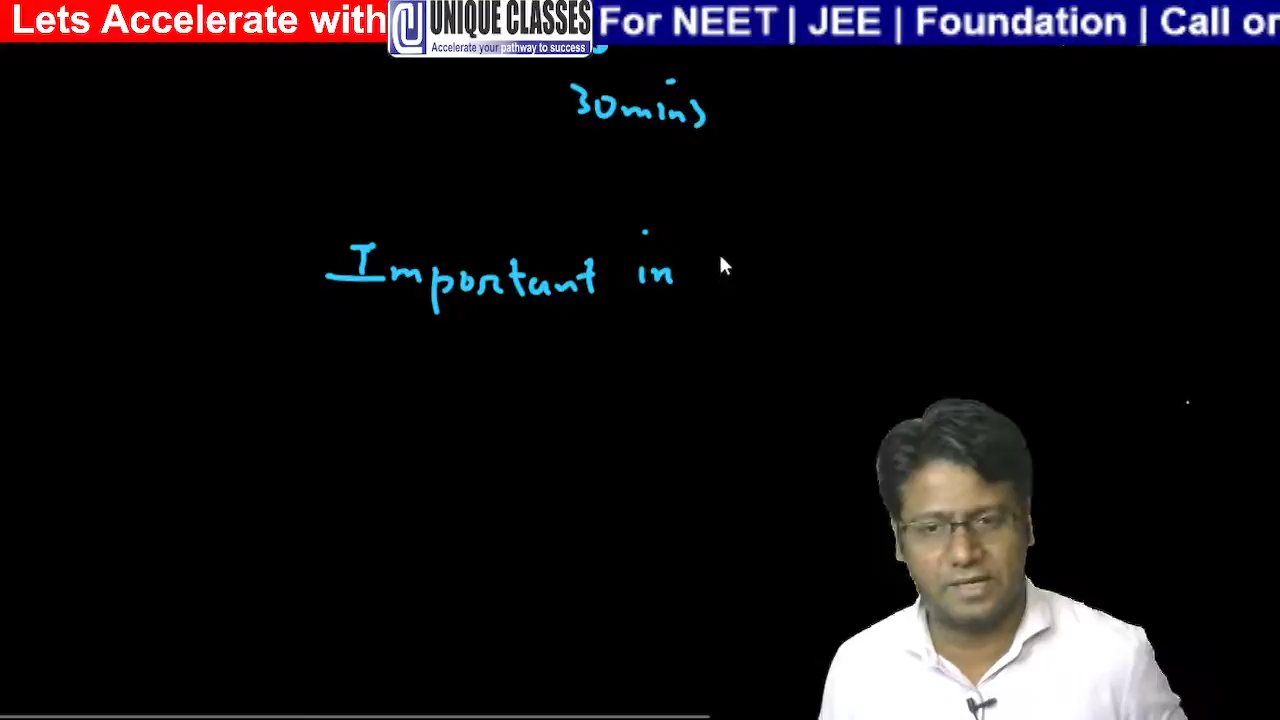 Lets Accelerate with UNIQUE CLASSES For NEET | JEE | Foundation | Call or
Accelerate your pathway to success
30mins
Important in